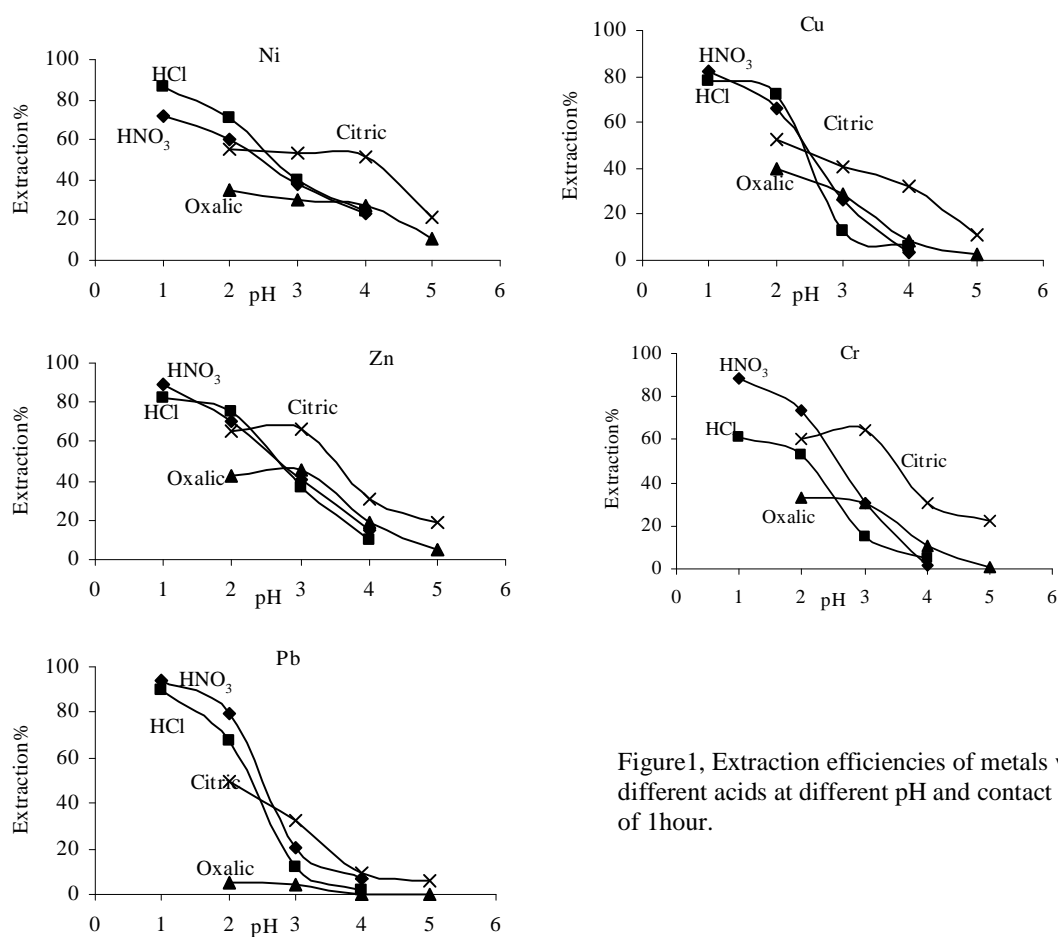 Ni
Extraction%
100
80
60
40
20
0
HCl
HNO₃
Citric
Oxalic
0 1 2 3 4 5 6
pH
Cu
Extraction%
100
80
60
40
20
0
HNO₃
HCl
Citric
Oxalic
0 1 2 3 4 5 6
pH
Zn
Extraction%
100
80
60
40
20
0
HNO₃
HCl
Citric
Oxalic
0 1 2 3 4 5 6
pH
Cr
Extraction%
100
80
60
40
20
0
HNO₃
HCl
Citric
Oxalic
0 1 2 3 4 5 6
pH
Pb
Extraction%
100
80
60
40
20
0
HNO₃
HCl
Citric
Oxalic
0 1 2 3 4 5 6
pH
Figure1, Extraction efficiencies of metals
different acids at different pH and contact
of 1hour.